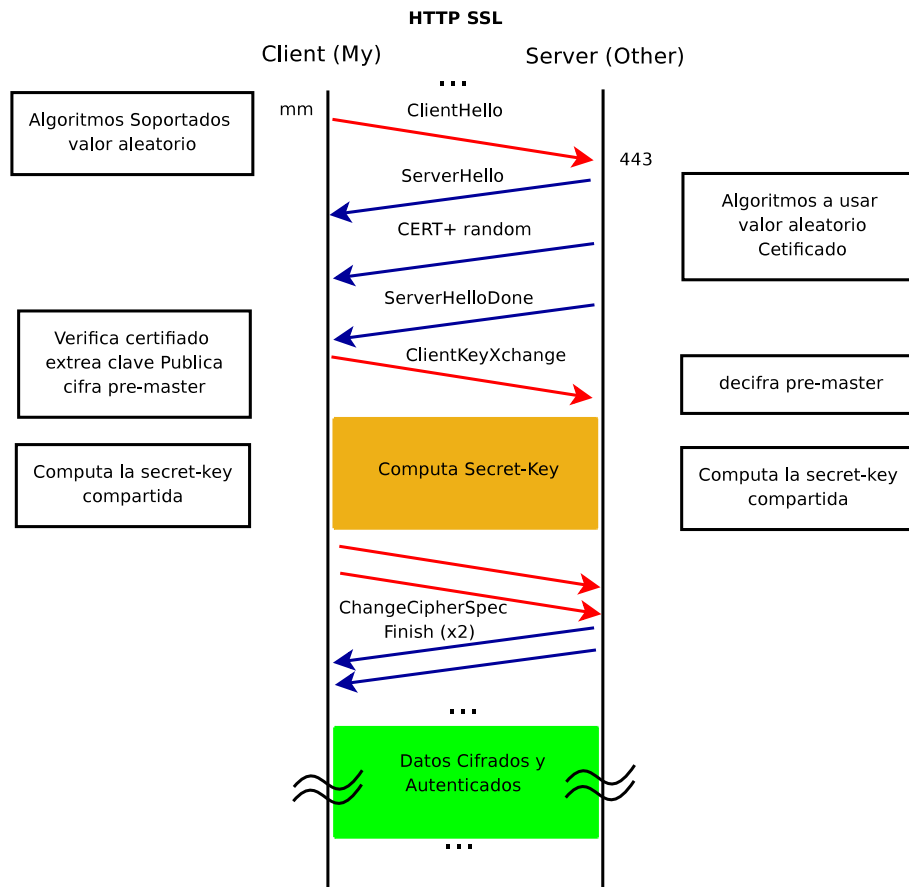 HTTP SSL
Client (My)
Server (Other)
...
mm
ClientHello
Algoritmos Soportados
valor aleatorio
443
ServerHello
Algoritmos a usar
valor aleatorio
Cetificado
CERT+ random
ServerHelloDone
Verifica certifiado
extrea clave Publica
cifra pre-master
ClientKeyXchange
decifra pre-master
Computa la secret-key
compartida
Computa Secret-Key
Computa la secret-key
compartida
ChangeCipherSpec
Finish (x2)
...
Datos Cifrados y
Autenticados
...